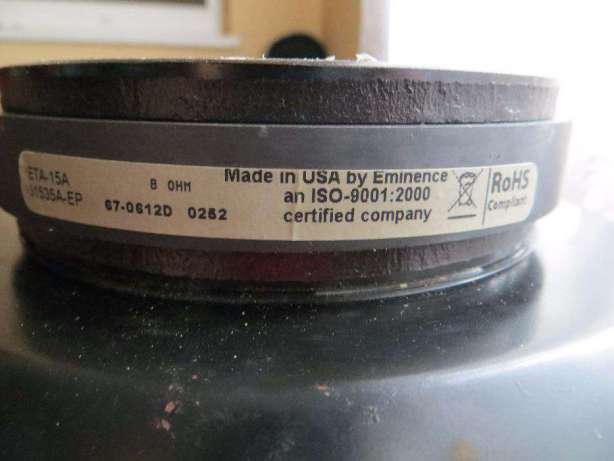 ETA-15A
8 OHM
67-0612D 0252
Made in USA by Eminence
an ISO-9001:2000
certified company
RoHS
Compliant